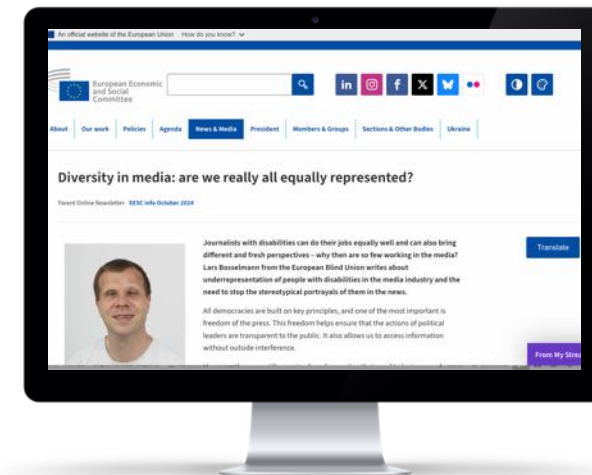 An official website of the European Union How do you know?
European Economic
and Social
Committee
About Our work Policies Agenda News & Media President Members & Groups Sections & Other Bodies Ukraine
Diversity in media: are we really all equally represented?
Parent Online Newsletter EESC info October 2024
Translate
Journalists with disabilities can do their jobs equally well and can also bring
different and fresh perspectives – why then are so few working in the media?
Lars Bosselmann from the European Blind Union writes about
underrepresentation of people with disabilities in the media industry and the
need to stop the stereotypical portrayals of them in the news.
All democracies are built on key principles, and one of the most important is
freedom of the press. This freedom helps ensure that the actions of political
leaders are transparent to the public. It also allows us to access information
without outside interference.
From My Strea